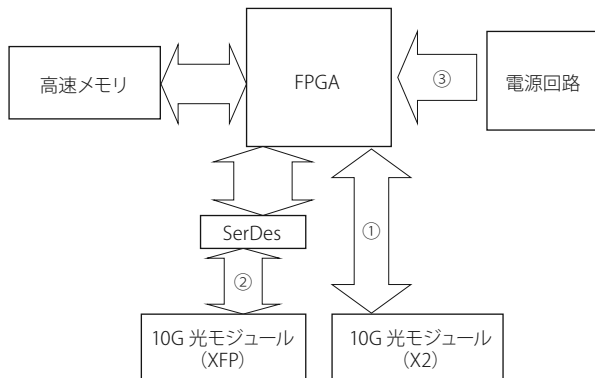 高速メモリ
FPGA
③
電源回路
SerDes
①
②
10G 光モジュール
（XFP）
10G 光モジュール
（X2）